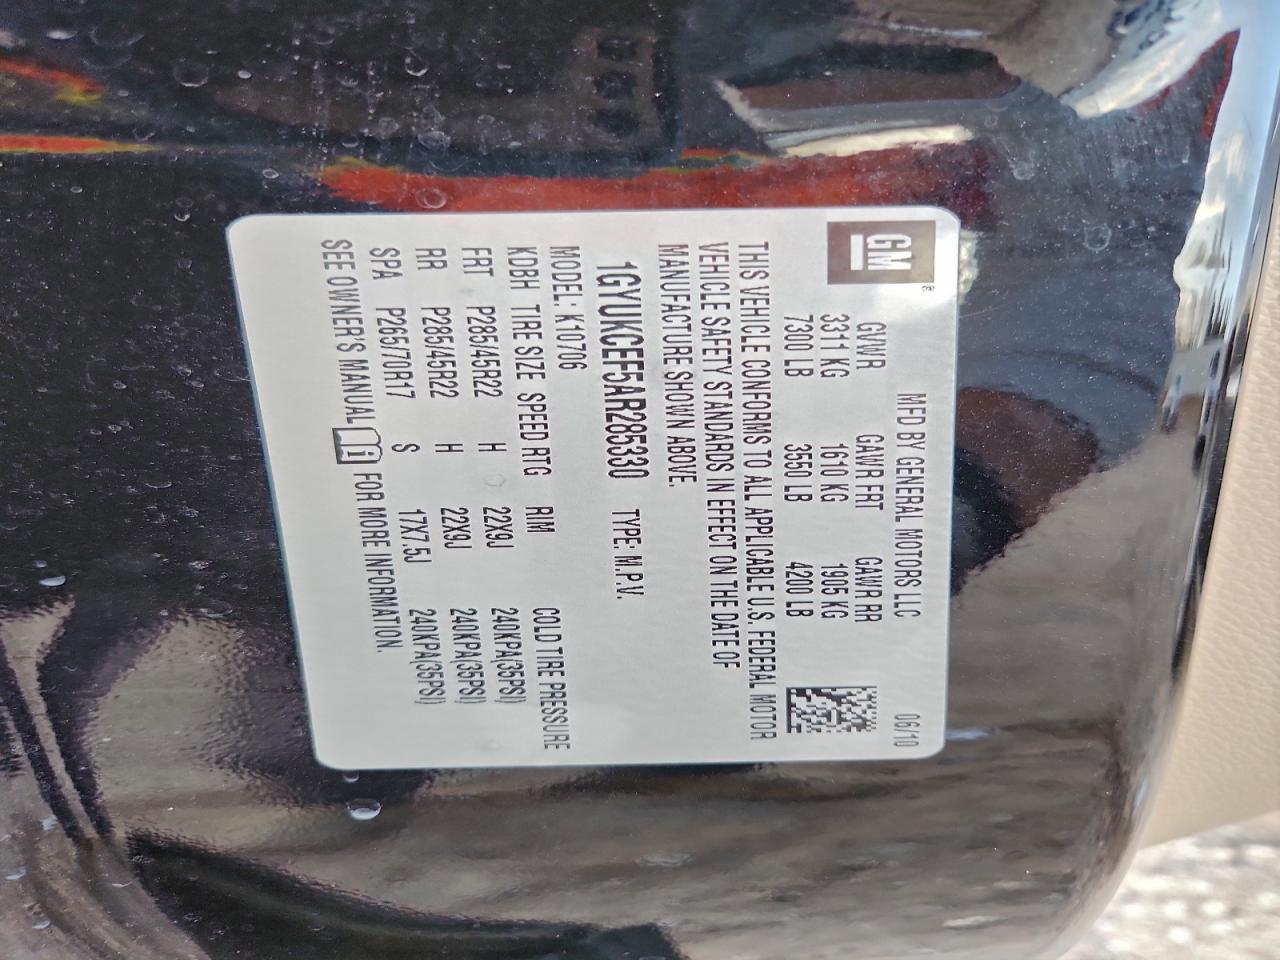 GM ®
MFD BY GENERAL MOTORS LLC 06/10
GVWR GAWR FRT GAWR RR
3311 KG 1610 KG 1905 KG
7300 LB 3550 LB 4200 LB
THIS VEHICLE CONFORMS TO ALL APPLICABLE U.S. FEDERAL MOTOR
VEHICLE SAFETY STANDARDS IN EFFECT ON THE DATE OF
MANUFACTURE SHOWN ABOVE.
1GYUKCEF5AR285330 TYPE: M.P.V.
MODEL: K10706
KDBH TIRE SIZE SPEED RTG RIM COLD TIRE PRESSURE
FRT P285/45R22 H 22X9J 240KPA(35PSI)
RR P285/45R22 H 22X9J 240KPA(35PSI)
SPA P265/70R17 S 17X7.5J 240KPA(35PSI)
SEE OWNER'S MANUAL i FOR MORE INFORMATION.